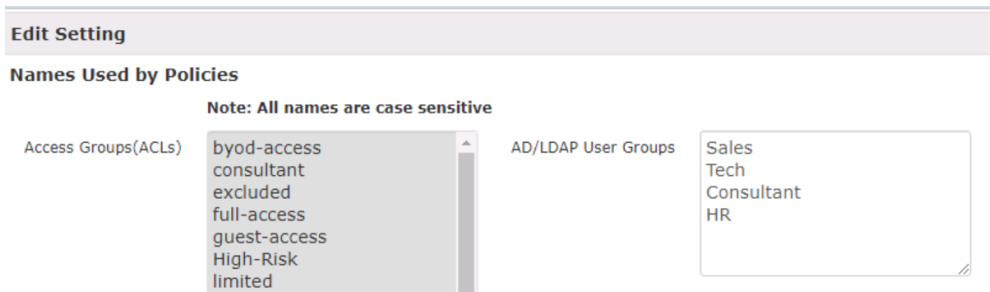 Edit Setting
Names Used by Policies
Note: All names are case sensitive
Access Groups(ACLs)
byod-access
consultant
excluded
full-access
guest-access
High-Risk
limited
AD/LDAP User Groups
Sales
Tech
Consultant
HR